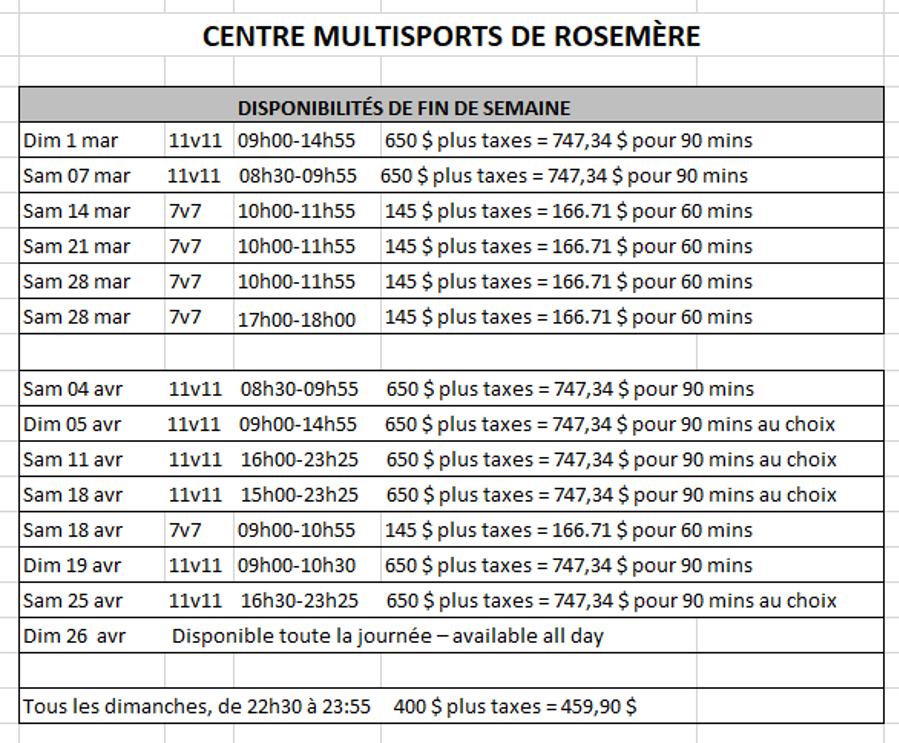 CENTRE MULTISPORTS DE ROSEMÈRE
DISPONIBILITÉS DE FIN DE SEMAINE
Dim 1 mar 11v11 09h00-14h55 650 $ plus taxes = 747,34 $ pour 90 mins
Sam 07 mar 11v11 08h30-09h55 650 $ plus taxes = 747,34 $ pour 90 mins
Sam 14 mar 7v7 10h00-11h55 145 $ plus taxes = 166.71 $ pour 60 mins
Sam 21 mar 7v7 10h00-11h55 145 $ plus taxes = 166.71 $ pour 60 mins
Sam 28 mar 7v7 10h00-11h55 145 $ plus taxes = 166.71 $ pour 60 mins
Sam 28 mar 7v7 17h00-18h00 145 $ plus taxes = 166.71 $ pour 60 mins
Sam 04 avr 11v11 08h30-09h55 650 $ plus taxes = 747,34 $ pour 90 mins
Dim 05 avr 11v11 09h00-14h55 650 $ plus taxes = 747,34 $ pour 90 mins au choix
Sam 11 avr 11v11 16h00-23h25 650 $ plus taxes = 747,34 $ pour 90 mins au choix
Sam 18 avr 11v11 15h00-23h25 650 $ plus taxes = 747,34 $ pour 90 mins au choix
Sam 18 avr 7v7 09h00-10h55 145 $ plus taxes = 166.71 $ pour 60 mins
Dim 19 avr 11v11 09h00-10h30 650 $ plus taxes = 747,34 $ pour 90 mins
Sam 25 avr 11v11 16h30-23h25 650 $ plus taxes = 747,34 $ pour 90 mins au choix
Dim 26 avr Disponible toute la journée – available all day
Tous les dimanches, de 22h30 à 23:55 400 $ plus taxes = 459,90 $